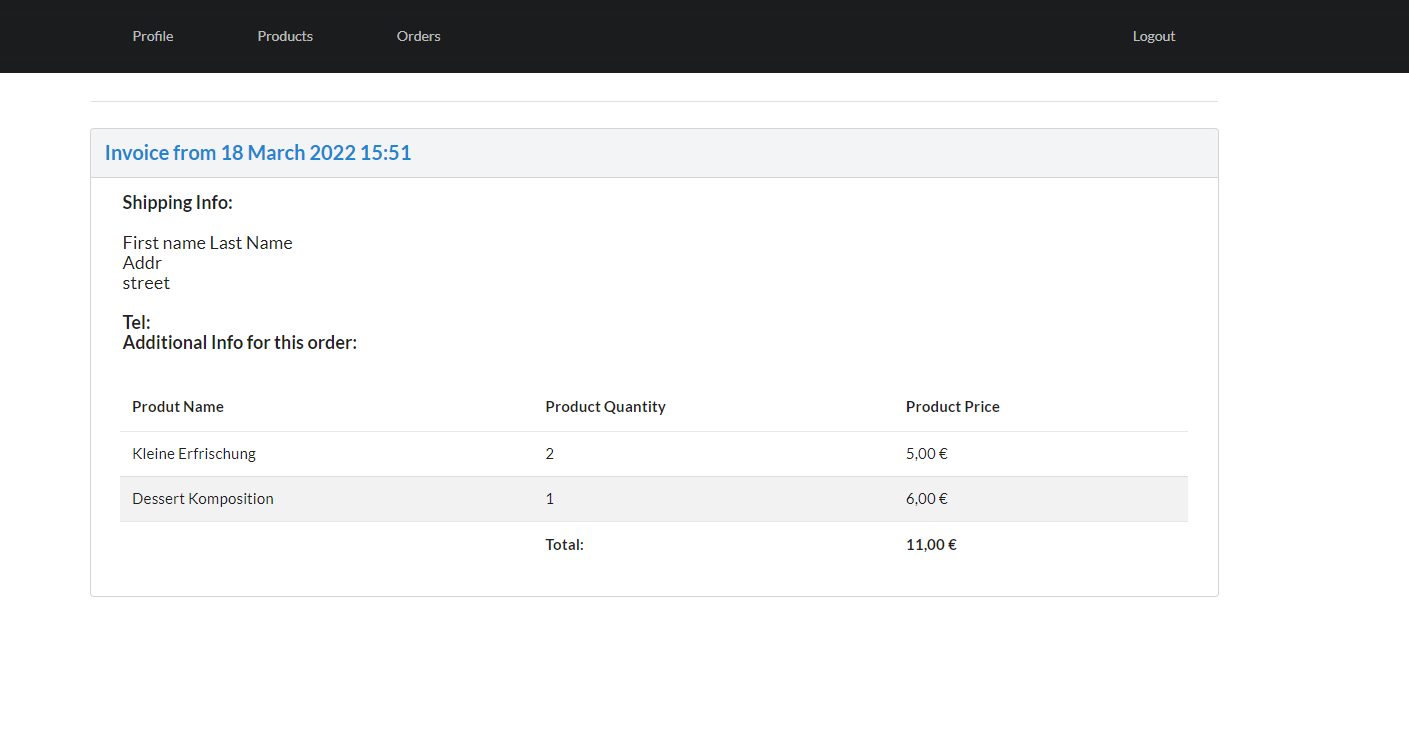 Profile Products Orders Logout
Invoice from 18 March 2022 15:51
Shipping Info:
First name Last Name
Addr
street
Tel:
Additional Info for this order:
Produt Name Product Quantity Product Price
Kleine Erfrischung 2 5,00 €
Dessert Komposition 1 6,00 €
Total: 11,00 €